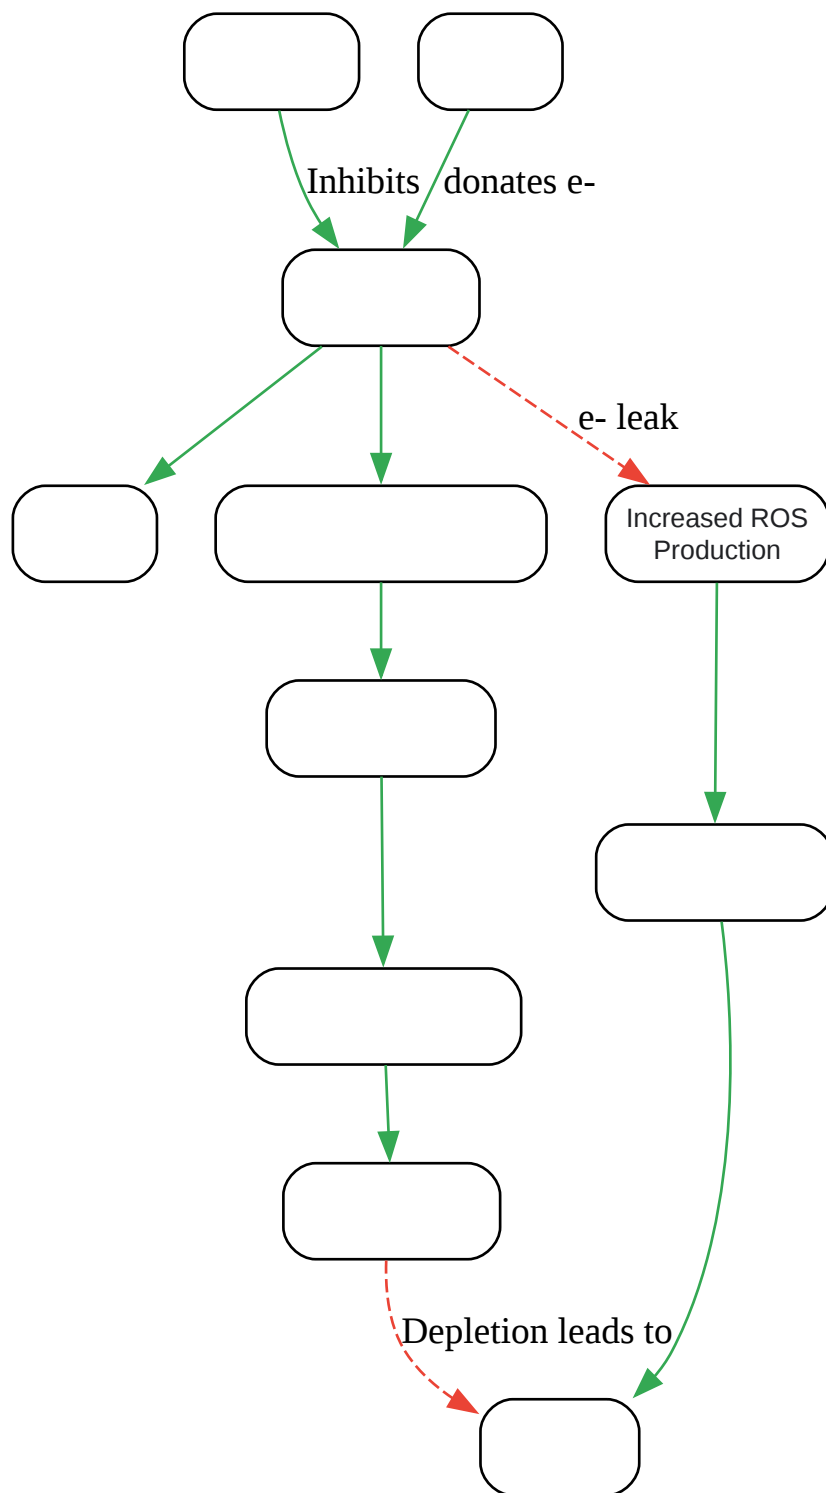 Inhibits
donates e-
e- leak
Increased ROS
Production
Depletion leads to